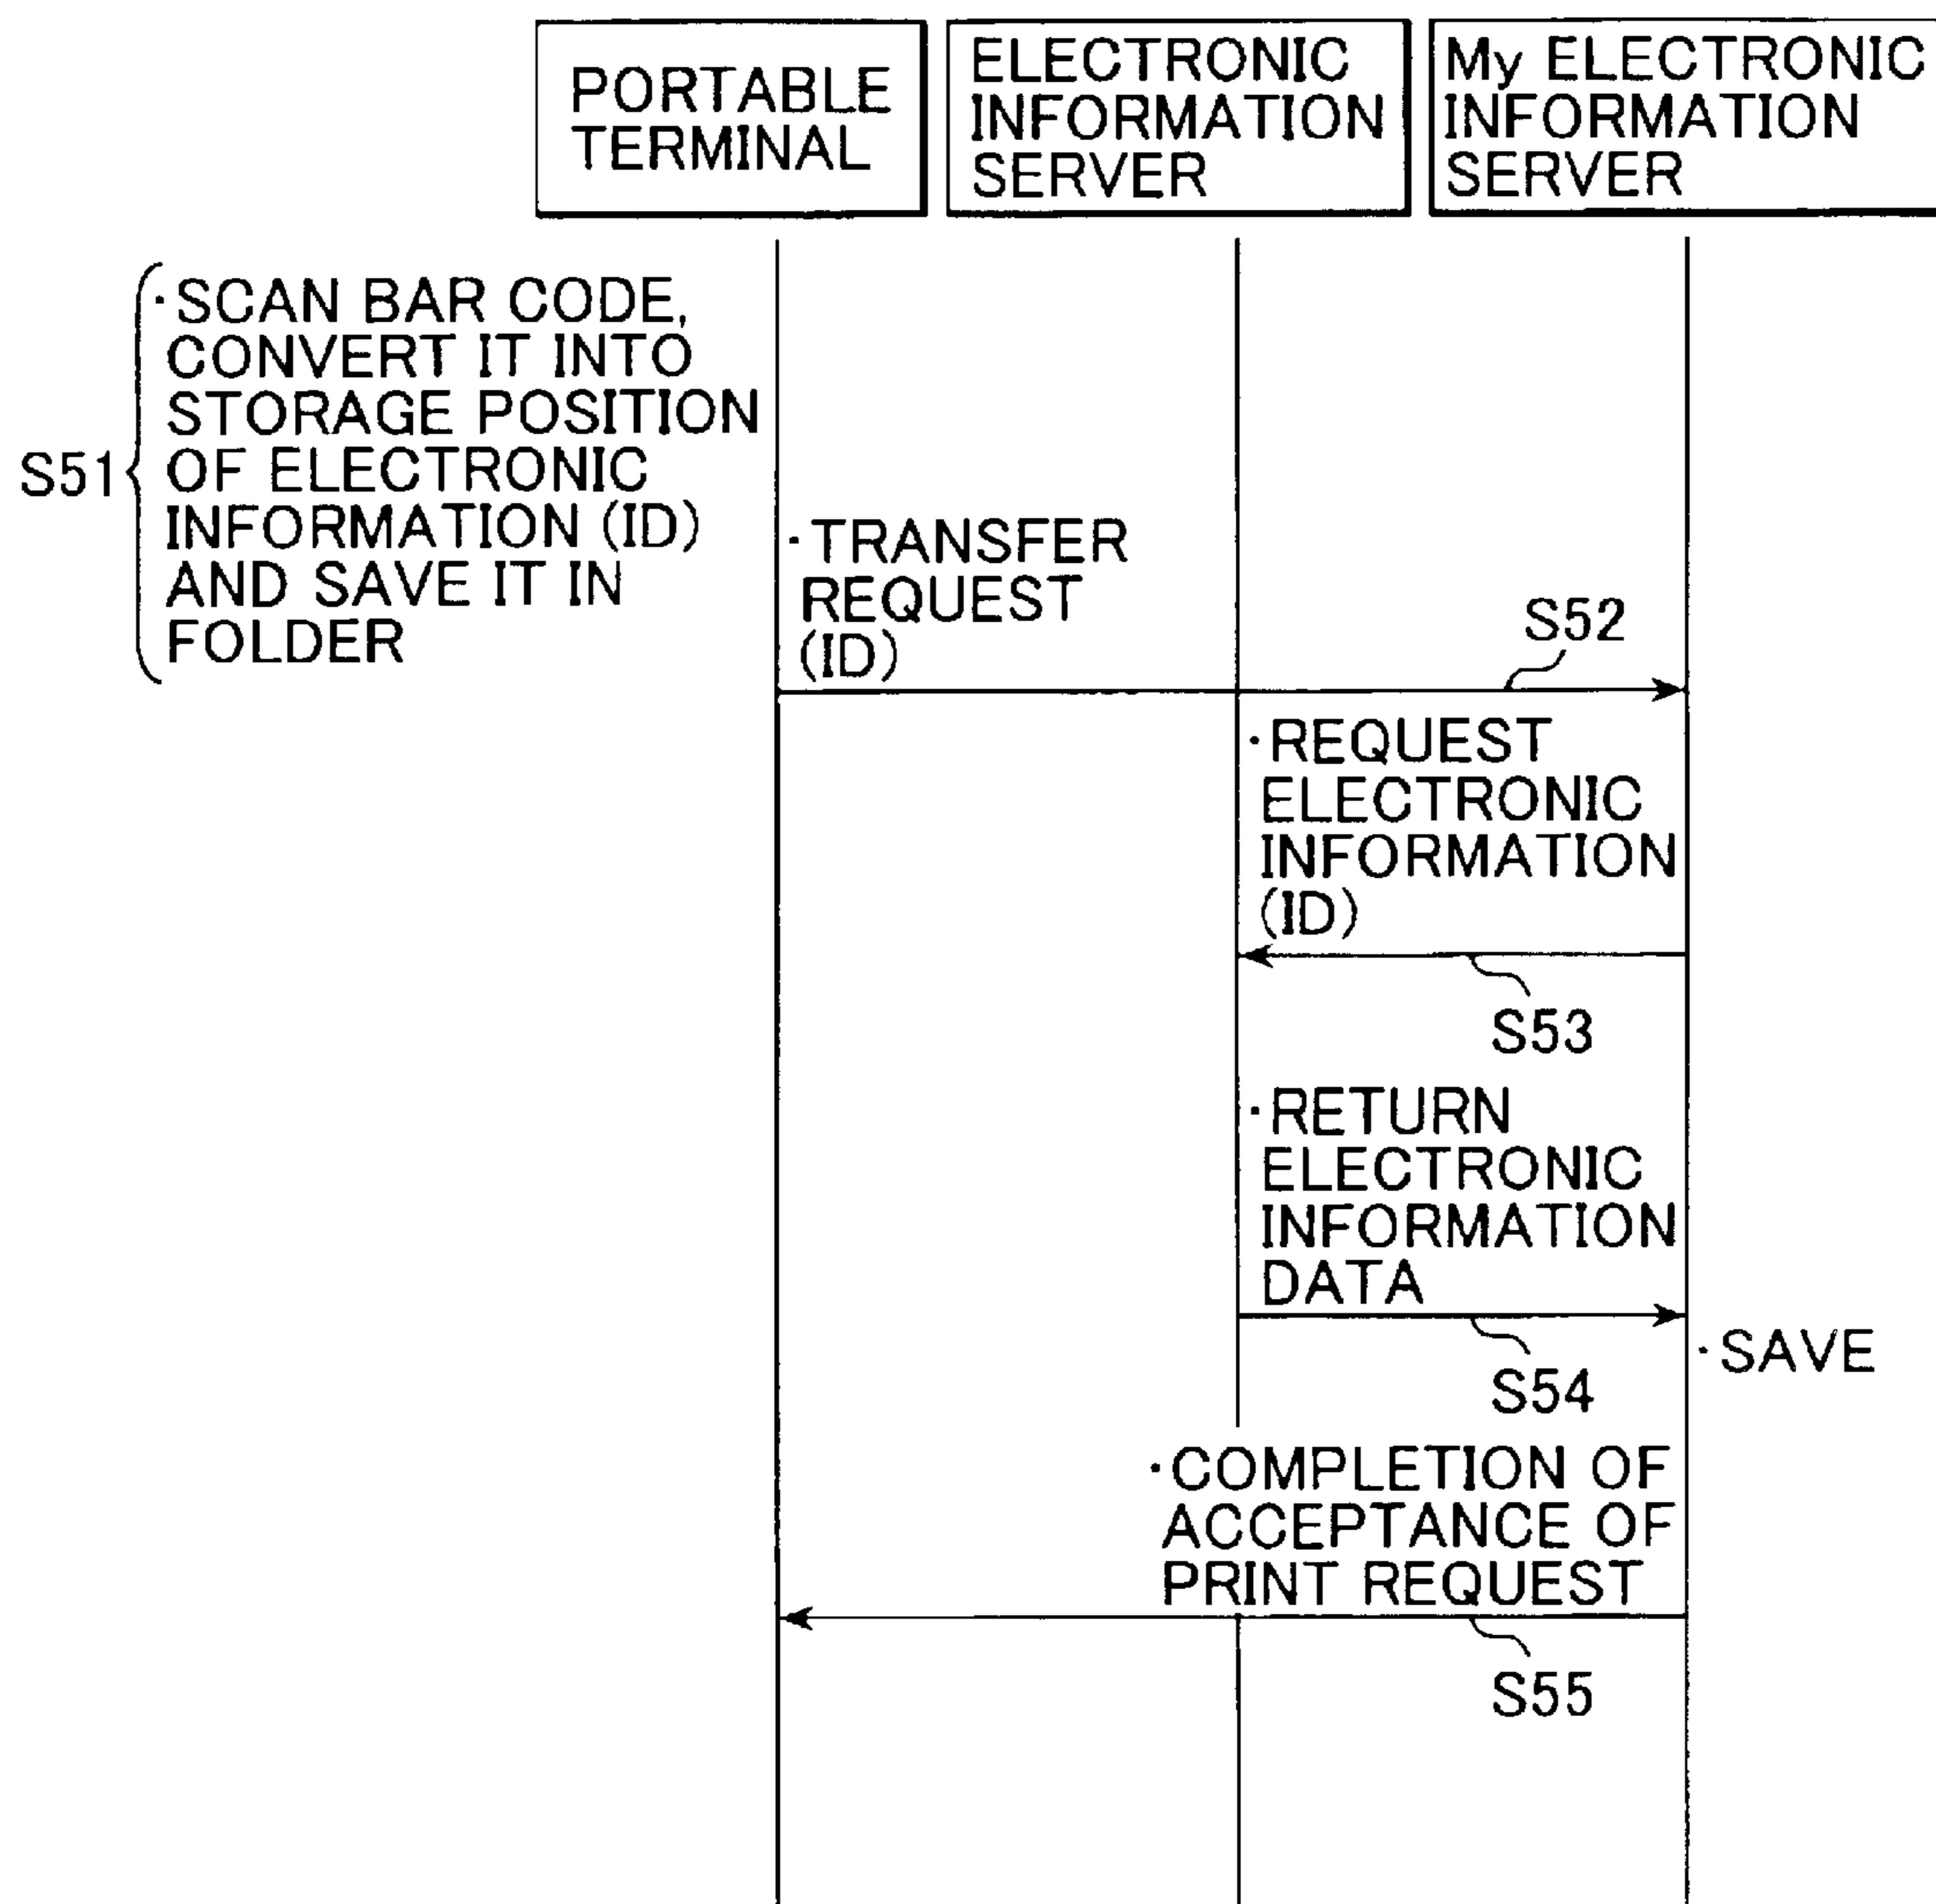 PORTABLE
TERMINAL
ELECTRONIC
INFORMATION
SERVER
My ELECTRONIC
INFORMATION
SERVER
S51
·SCAN BAR CODE,
CONVERT IT INTO
STORAGE POSITION
OF ELECTRONIC
INFORMATION (ID)
AND SAVE IT IN
FOLDER
·TRANSFER
REQUEST
(ID)
S52
·REQUEST
ELECTRONIC
INFORMATION
(ID)
S53
·RETURN
ELECTRONIC
INFORMATION
DATA
S54
·SAVE
·COMPLETION OF
ACCEPTANCE OF
PRINT REQUEST
S55